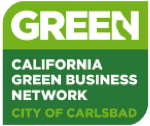 GREEN
CALIFORNIA
GREEN BUSINESS
NETWORK
CITY OF CARLSBAD